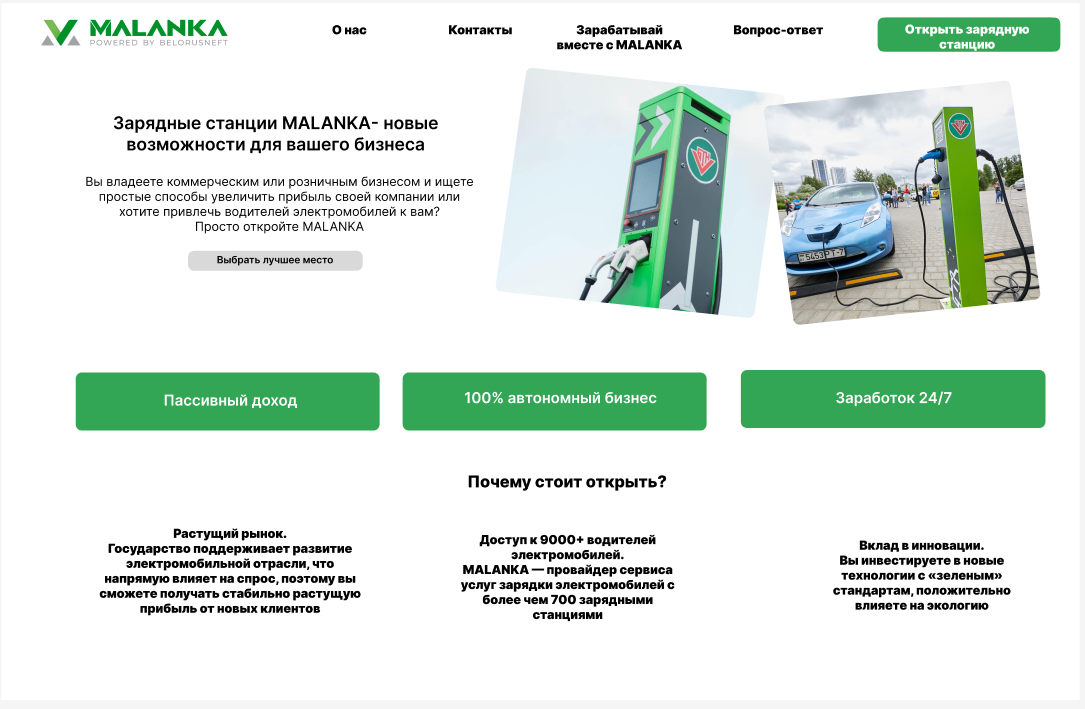 MALANKA
POWERED BY BELORUSNEFT
О нас
Контакты
Зарабатывай
вместе с MALANKA
Вопрос-ответ
Открыть зарядную
станцию
Зарядные станции MALANKA- новые
возможности для вашего бизнеса
Вы владеете коммерческим или розничным бизнесом и ищете
простые способы увеличить прибыль своей компании или
хотите привлечь водителей электромобилей к вам?
Просто откройте MALANKA
Выбрать лучшее место
Пассивный доход
100% автономный бизнес
Заработок 24/7
Почему стоит открыть?
Растущий рынок.
Государство поддерживает развитие
электромобильной отрасли, что
напрямую влияет на спрос, поэтому вы
сможете получать стабильно растущую
прибыль от новых клиентов
Доступ к 9000+ водителей
электромобилей.
MALANKA — провайдер сервиса
услуг зарядки электромобилей с
более чем 700 зарядными
станциями
Вклад в инновации.
Вы инвестируете в новые
технологии с «зеленым»
стандартам, положительно
влияете на экологию